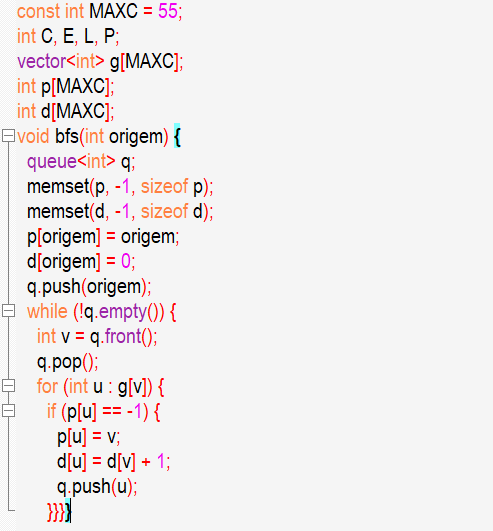 const int MAXC = 55;
int C, E, L, P;
vector<int> g[MAXC];
int p[MAXC];
int d[MAXC];
void bfs(int origem) {
queue<int> q;
memset(p, -1, sizeof p);
memset(d, -1, sizeof d);
p[origem] = origem;
d[origem] = 0;
q.push(origem);
while (!q.empty()) {
int v = q.front();
q.pop();
for (int u : g[v]) {
if (p[u] == -1) {
p[u] = v;
d[u] = d[v] + 1;
q.push(u);
}}}}